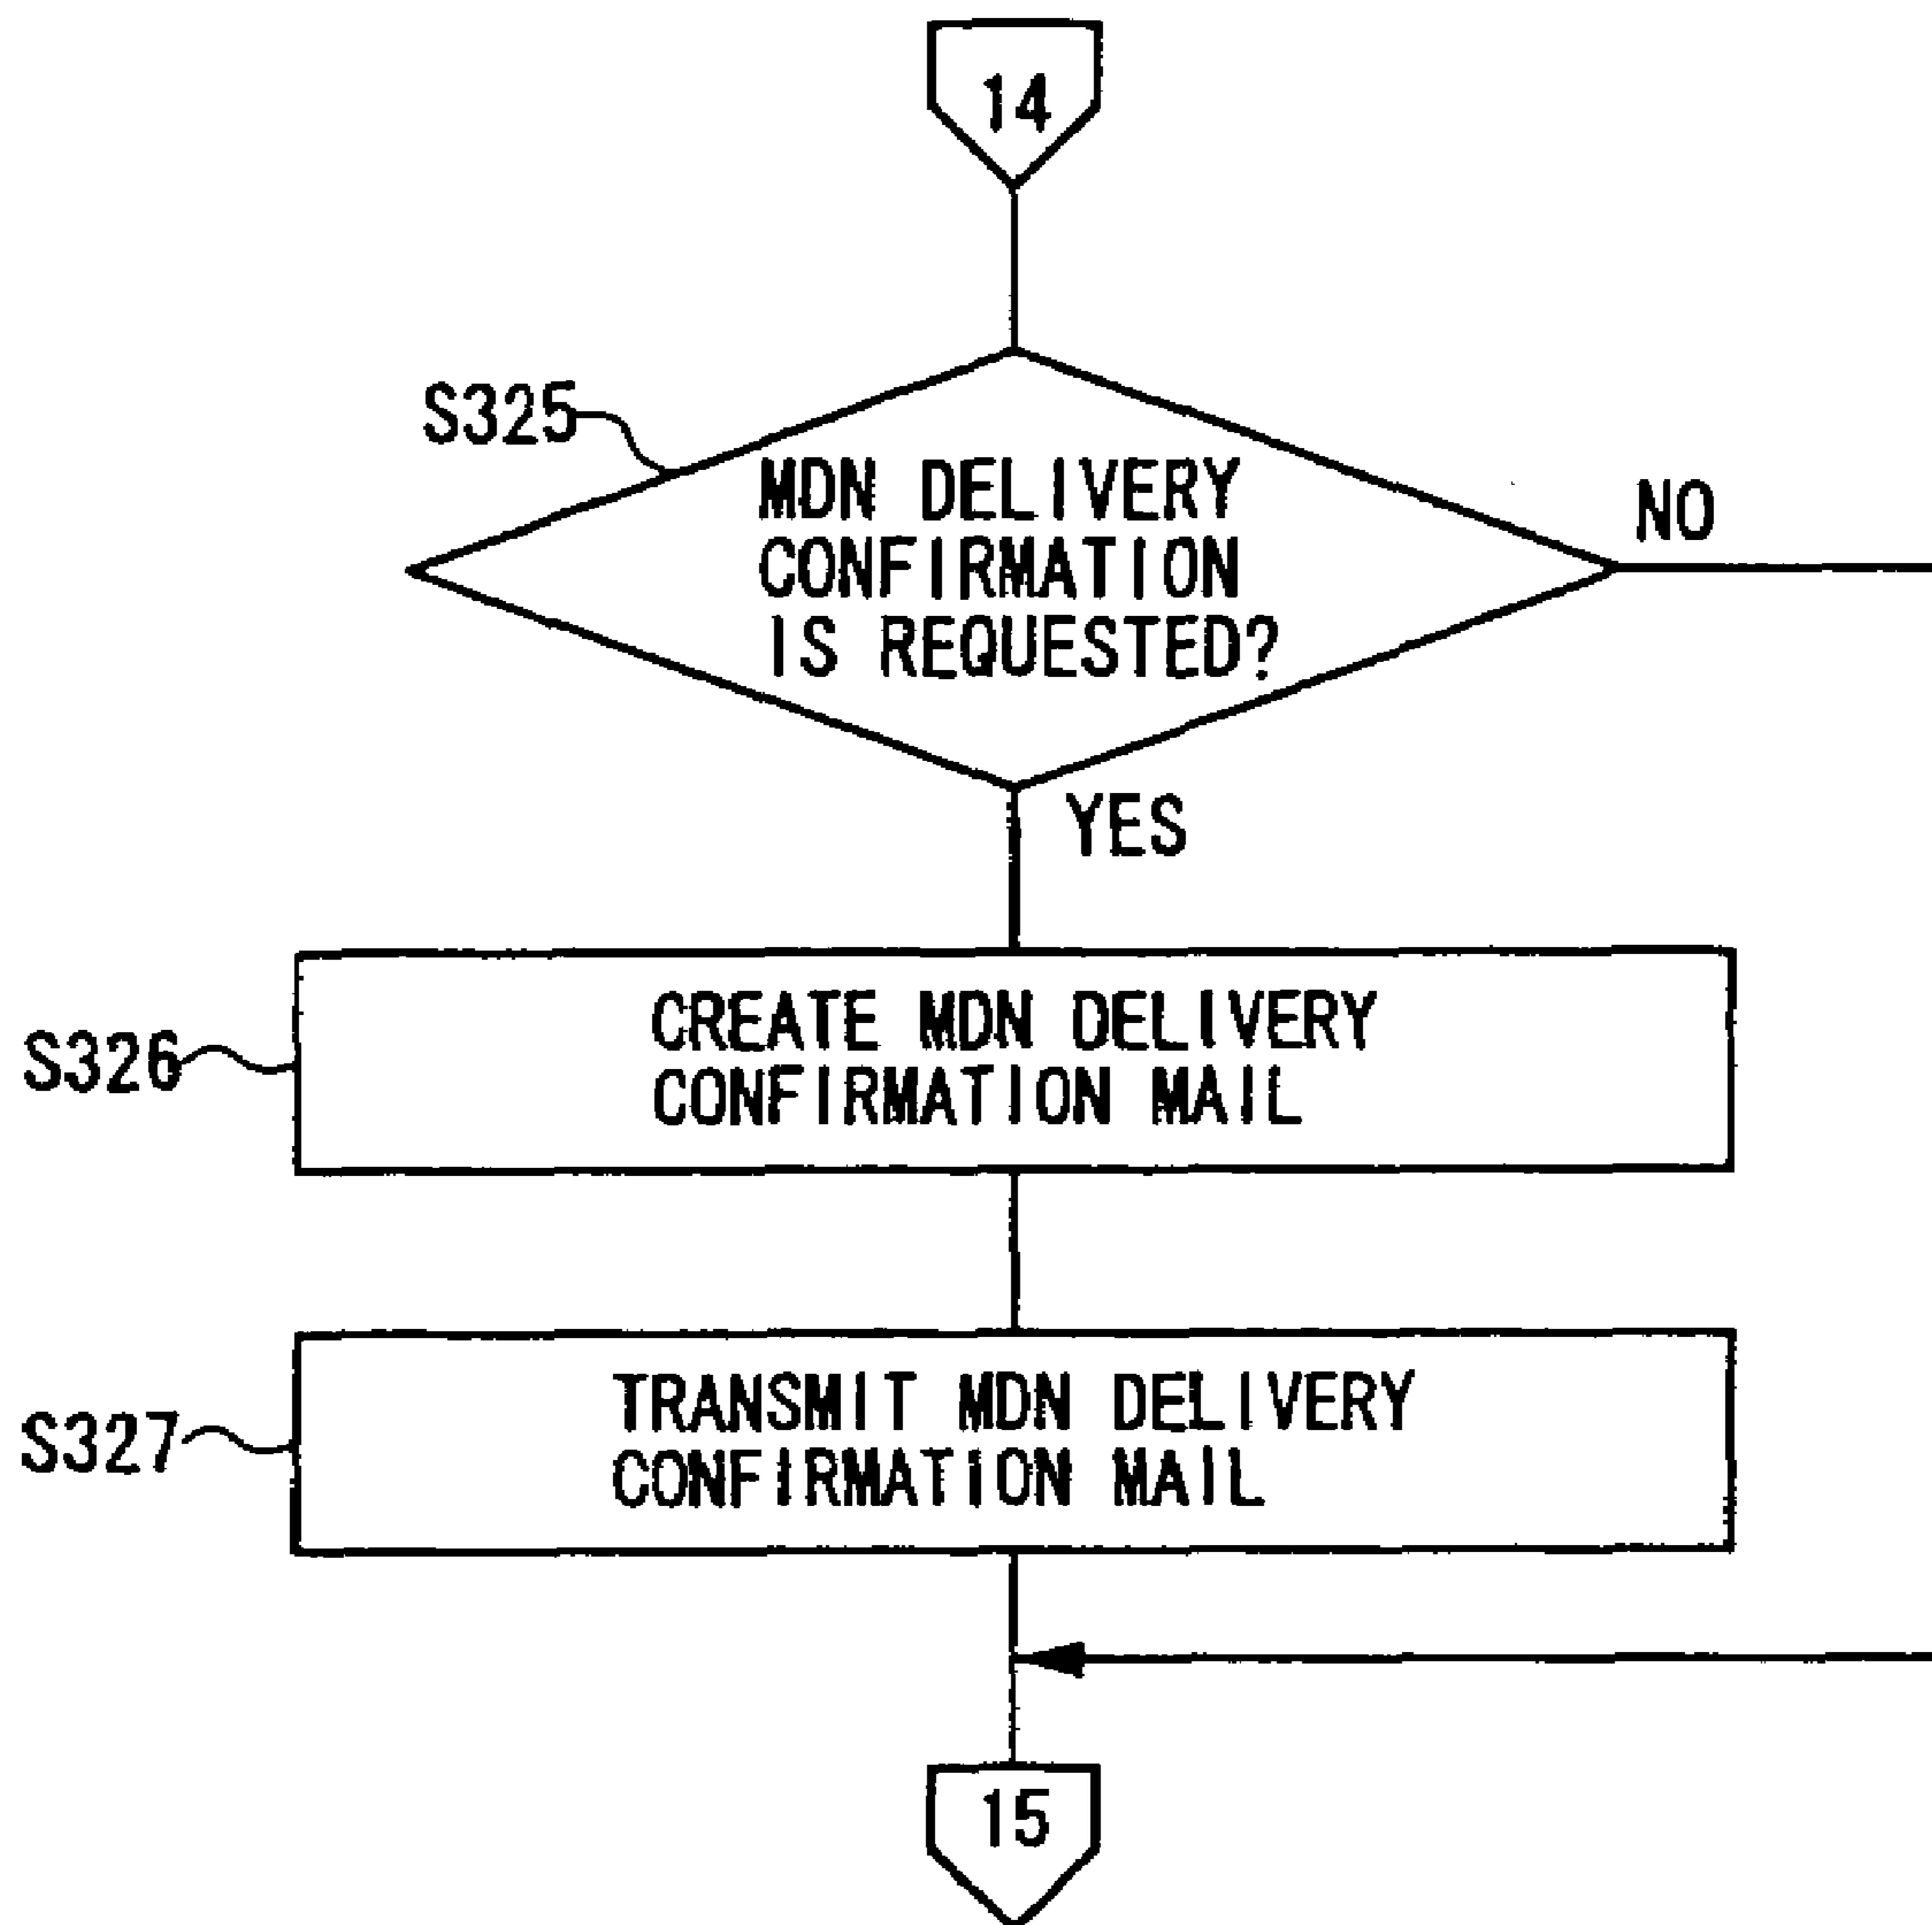 14
S325
MDN DELIVERY
CONFIRMATION
IS REQUESTED?
NO
YES
S326
CREATE MDN DELIVERY
CONFIRMATION MAIL
S327
TRANSMIT MDN DELIVERY
CONFIRMATION MAIL
15